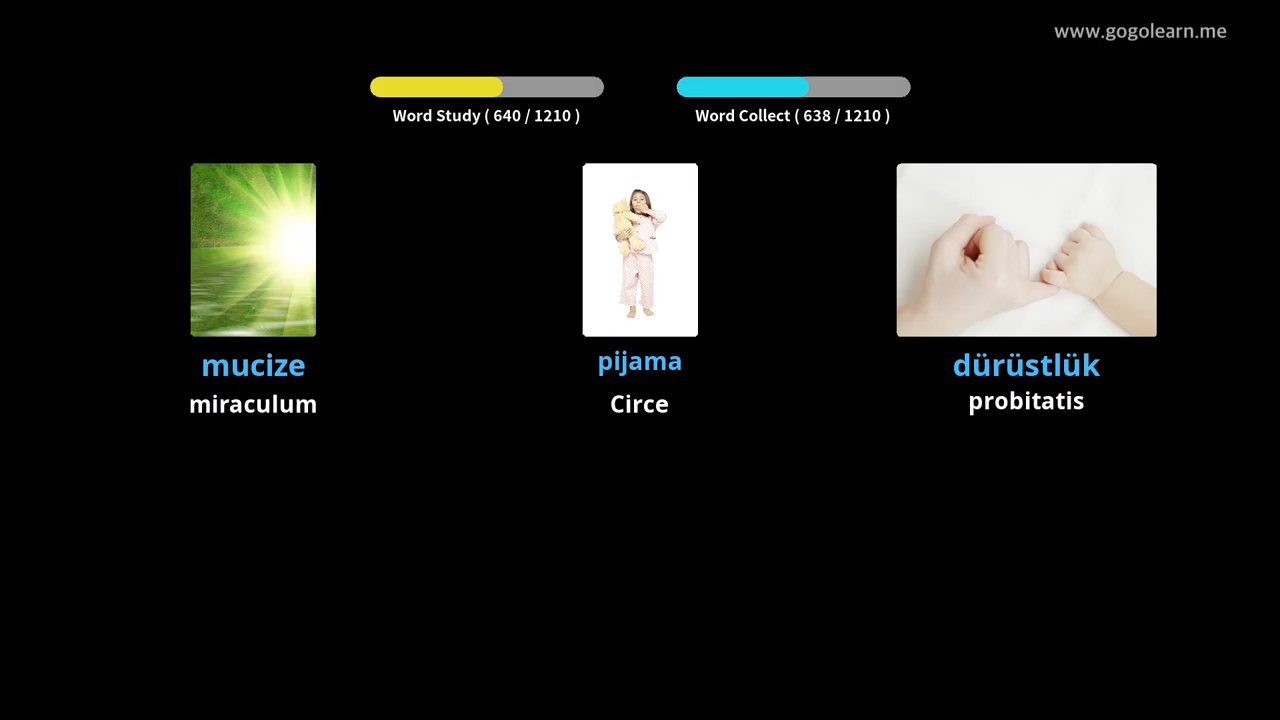 www.gogolearn.me
Word Study ( 640 / 1210 )
Word Collect ( 638 / 1210 )
mucize
miraculum
pijama
Circe
dürüstlük
probitatis